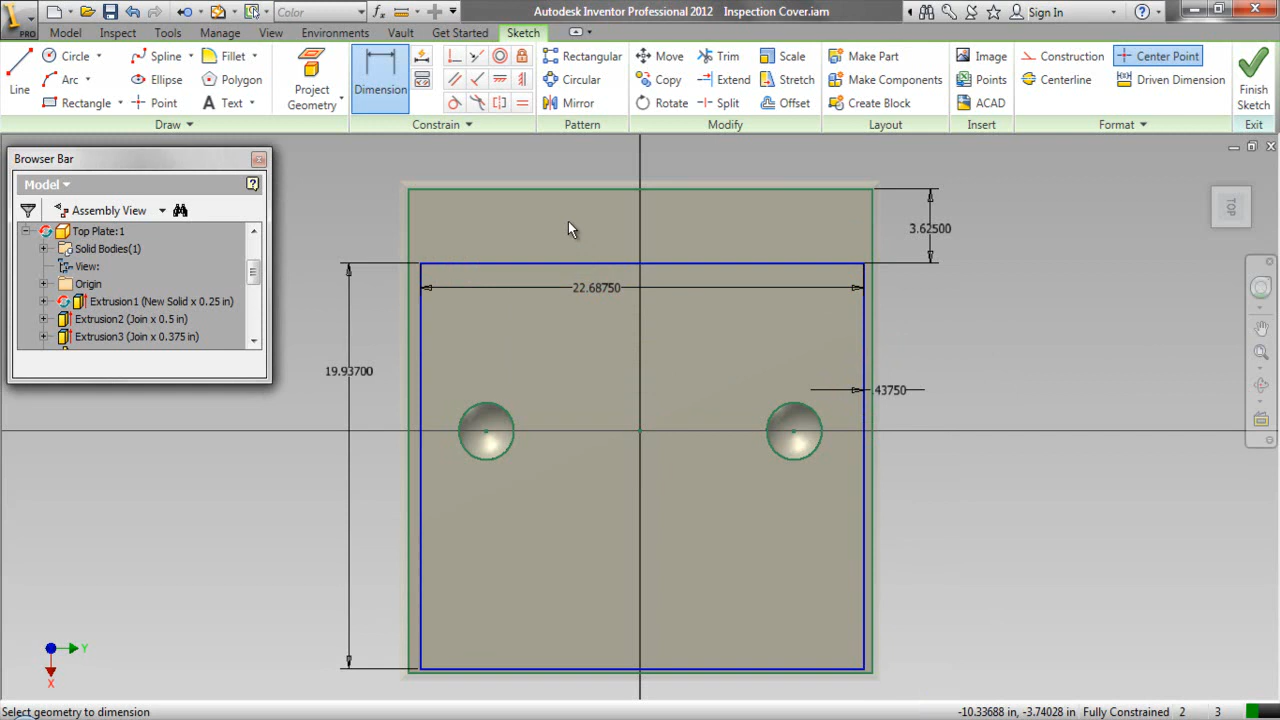 Color
Autodesk Inventor Professional 2012 Inspection Cover.iam
Sign In
PRO
Model Inspect Tools Manage View Environments Vault Get Started Sketch
Line
Circle
Arc
Rectangle
Spline
Ellipse
Point
Fillet
Polygon
Text
Draw
Project
Geometry
Dimension
Constrain
Rectangular
Circular
Mirror
Pattern
Move
Copy
Rotate
Trim
Extend
Split
Scale
Stretch
Offset
Modify
Make Part
Make Components
Create Block
Layout
Image
Points
ACAD
Insert
Construction
Centerline
Center Point
Driven Dimension
Format
Finish
Sketch
Exit
Browser Bar
Model
Assembly View
Top Plate:1
Solid Bodies(1)
View:
Origin
Extrusion1 (New Solid x 0.25 in)
Extrusion2 (Join x 0.5 in)
Extrusion3 (Join x 0.375 in)
TOP
3.62500
22.68750
19.93700
.43750
Y
X
Select geometry to dimension
-10.33688 in, -3.74028 in Fully Constrained 2 3